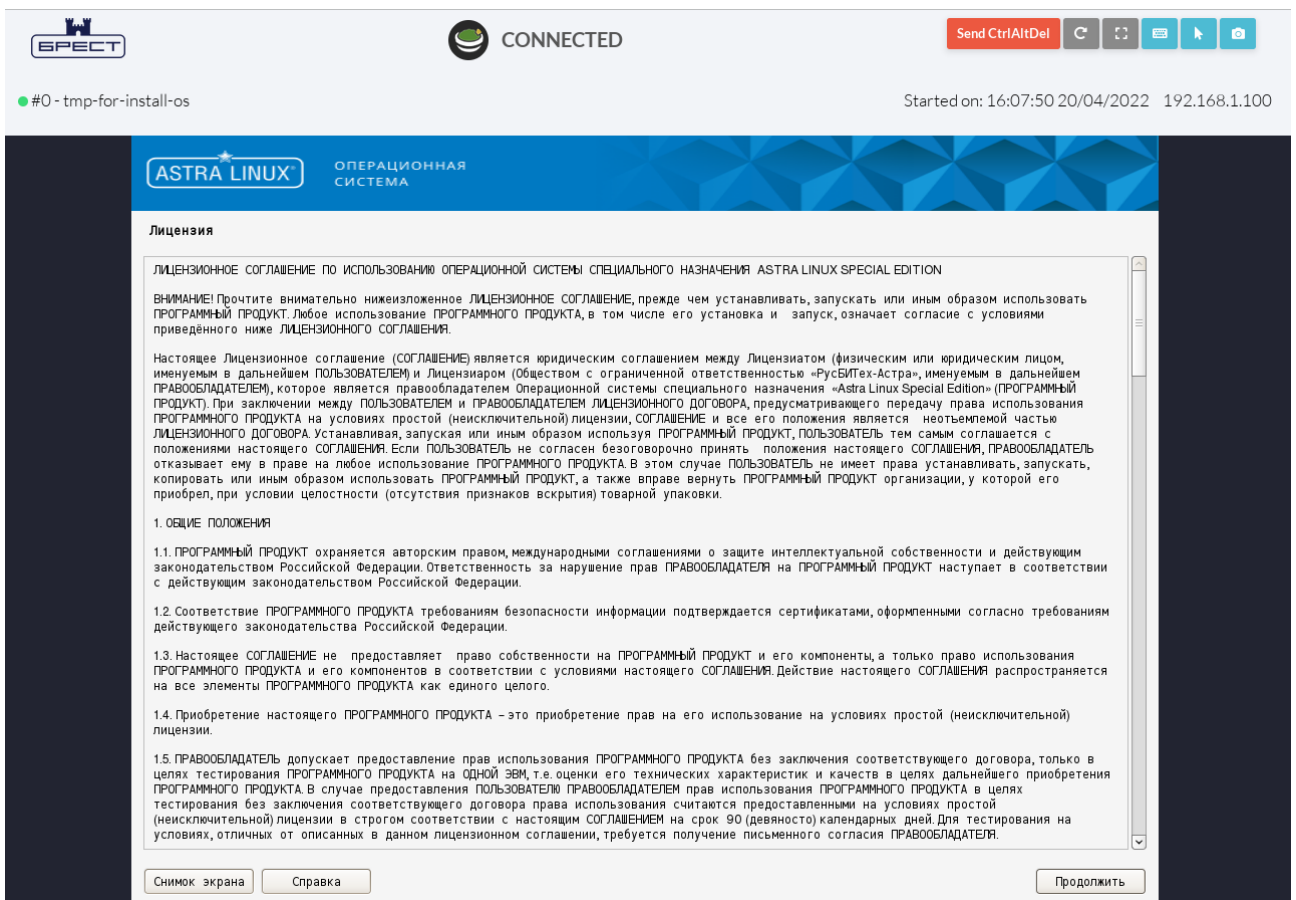 БРЕСТ
CONNECTED
Send CtrlAltDel
#0 - tmp-for-install-os
Started on: 16:07:50 20/04/2022 192.168.1.100
ASTRA LINUX®
ОПЕРАЦИОННАЯ
СИСТЕМА
Лицензия
ЛИЦЕНЗИОННОЕ СОГЛАШЕНИЕ ПО ИСПОЛЬЗОВАНИЮ ОПЕРАЦИОННОЙ СИСТЕМЫ СПЕЦИАЛЬНОГО НАЗНАЧЕНИЯ ASTRA LINUX SPECIAL EDITION
ВНИМАНИЕ! Прочтите внимательно нижеизложенное ЛИЦЕНЗИОННОЕ СОГЛАШЕНИЕ, прежде чем устанавливать, запускать или иным образом использовать
ПРОГРАММНЫЙ ПРОДУКТ. Любое использование ПРОГРАММНОГО ПРОДУКТА, в том числе его установка и запуск, означает согласие с условиями
приведённого ниже ЛИЦЕНЗИОННОГО СОГЛАШЕНИЯ.
Настоящее Лицензионное соглашение (СОГЛАШЕНИЕ) является юридическим соглашением между Лицензиатом (физическим или юридическим лицом,
именуемым в дальнейшем ПОЛЬЗОВАТЕЛЕМ) и Лицензиаром (Обществом с ограниченной ответственностью «РусБИТех-Астра», именуемым в дальнейшем
ПРАВООБЛАДАТЕЛЕМ), которое является правообладателем Операционной системы специального назначения «Astra Linux Special Edition» (ПРОГРАММНЫЙ
ПРОДУКТ). При заключении между ПОЛЬЗОВАТЕЛЕМ и ПРАВООБЛАДАТЕЛЕМ ЛИЦЕНЗИОННОГО ДОГОВОРА, предусматривающего передачу права использования
ПРОГРАММНОГО ПРОДУКТА на условиях простой (неисключительной) лицензии, СОГЛАШЕНИЕ и все его положения является неотъемлемой частью
ЛИЦЕНЗИОННОГО ДОГОВОРА. Устанавливая, запуская или иным образом используя ПРОГРАММНЫЙ ПРОДУКТ, ПОЛЬЗОВАТЕЛЬ тем самым соглашается с
положениями настоящего СОГЛАШЕНИЯ. Если ПОЛЬЗОВАТЕЛЬ не согласен безоговорочно принять положения настоящего СОГЛАШЕНИЯ, ПРАВООБЛАДАТЕЛЬ
отказывает ему в праве на любое использование ПРОГРАММНОГО ПРОДУКТА. В этом случае ПОЛЬЗОВАТЕЛЬ не имеет права устанавливать, запускать,
копировать или иным образом использовать ПРОГРАММНЫЙ ПРОДУКТ, а также вправе вернуть ПРОГРАММНЫЙ ПРОДУКТ организации, у которой его
приобрел, при условии целостности (отсутствия признаков вскрытия) товарной упаковки.
1. ОБЩИЕ ПОЛОЖЕНИЯ
1.1. ПРОГРАММНЫЙ ПРОДУКТ охраняется авторским правом, международными соглашениями о защите интеллектуальной собственности и действующим
законодательством Российской Федерации. Ответственность за нарушение прав ПРАВООБЛАДАТЕЛЯ на ПРОГРАММНЫЙ ПРОДУКТ наступает в соответствии
с действующим законодательством Российской Федерации.
1.2. Соответствие ПРОГРАММНОГО ПРОДУКТА требованиям безопасности информации подтверждается сертификатами, оформленными согласно требованиям
действующего законодательства Российской Федерации.
1.3. Настоящее СОГЛАШЕНИЕ не предоставляет право собственности на ПРОГРАММНЫЙ ПРОДУКТ и его компоненты, а только право использования
ПРОГРАММНОГО ПРОДУКТА и его компонентов в соответствии с условиями настоящего СОГЛАШЕНИЯ. Действие настоящего СОГЛАШЕНИЯ распространяется
на все элементы ПРОГРАММНОГО ПРОДУКТА как единого целого.
1.4. Приобретение настоящего ПРОГРАММНОГО ПРОДУКТА – это приобретение прав на его использование на условиях простой (неисключительной)
лицензии.
1.5. ПРАВООБЛАДАТЕЛЬ допускает предоставление прав использования ПРОГРАММНОГО ПРОДУКТА без заключения соответствующего договора, только в
целях тестирования ПРОГРАММНОГО ПРОДУКТА на ОДНОЙ ЭВМ, т.е. оценки его технических характеристик и качеств в целях дальнейшего приобретения
ПРОГРАММНОГО ПРОДУКТА. В случае предоставления ПОЛЬЗОВАТЕЛЮ ПРАВООБЛАДАТЕЛЕМ прав использования ПРОГРАММНОГО ПРОДУКТА в целях
тестирования без заключения соответствующего договора права использования считаются предоставленными на условиях простой
(неисключительной) лицензии в строгом соответствии с настоящим СОГЛАШЕНИЕМ на срок 90 (девяносто) календарных дней. Для тестирования на
условиях, отличных от описанных в данном лицензионном соглашении, требуется получение письменного согласия ПРАВООБЛАДАТЕЛЯ.
Снимок экрана Справка Продолжить